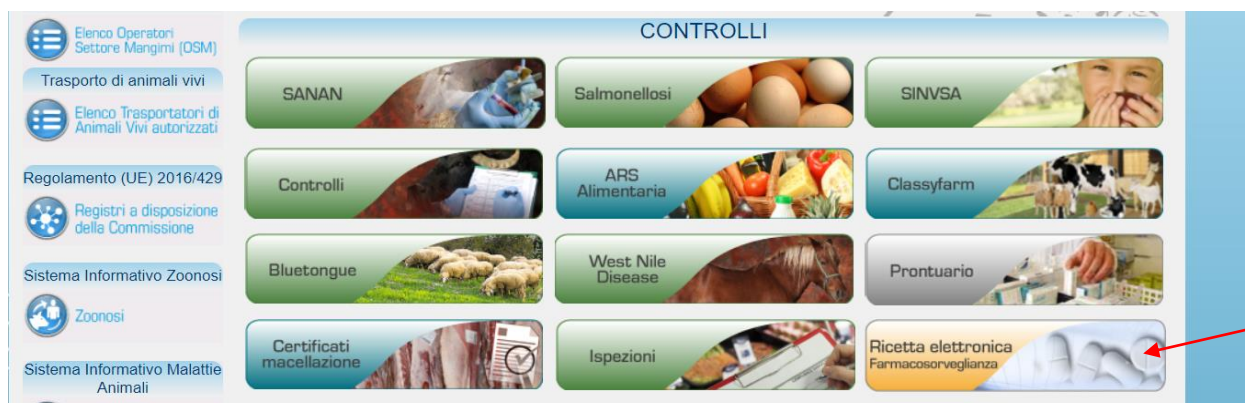 Elenco Operatori
Settore Mangimi (OSM)
Trasporto di animali vivi
Elenco Trasportatori di
Animali Vivi autorizzati
Regolamento (UE) 2016/429
Registri a disposizione
della Commissione
Sistema Informativo Zoonosi
Zoonosi
Sistema Informativo Malattie
Animali
CONTROLLI
SANAN
Salmonellosi
SINVSA
Controlli
ARS
Alimentaria
Classyfarm
Bluetongue
West Nile
Disease
Prontuario
Certificati
macellazione
Ispezioni
Ricetta elettronica
Farmacosorveglianza